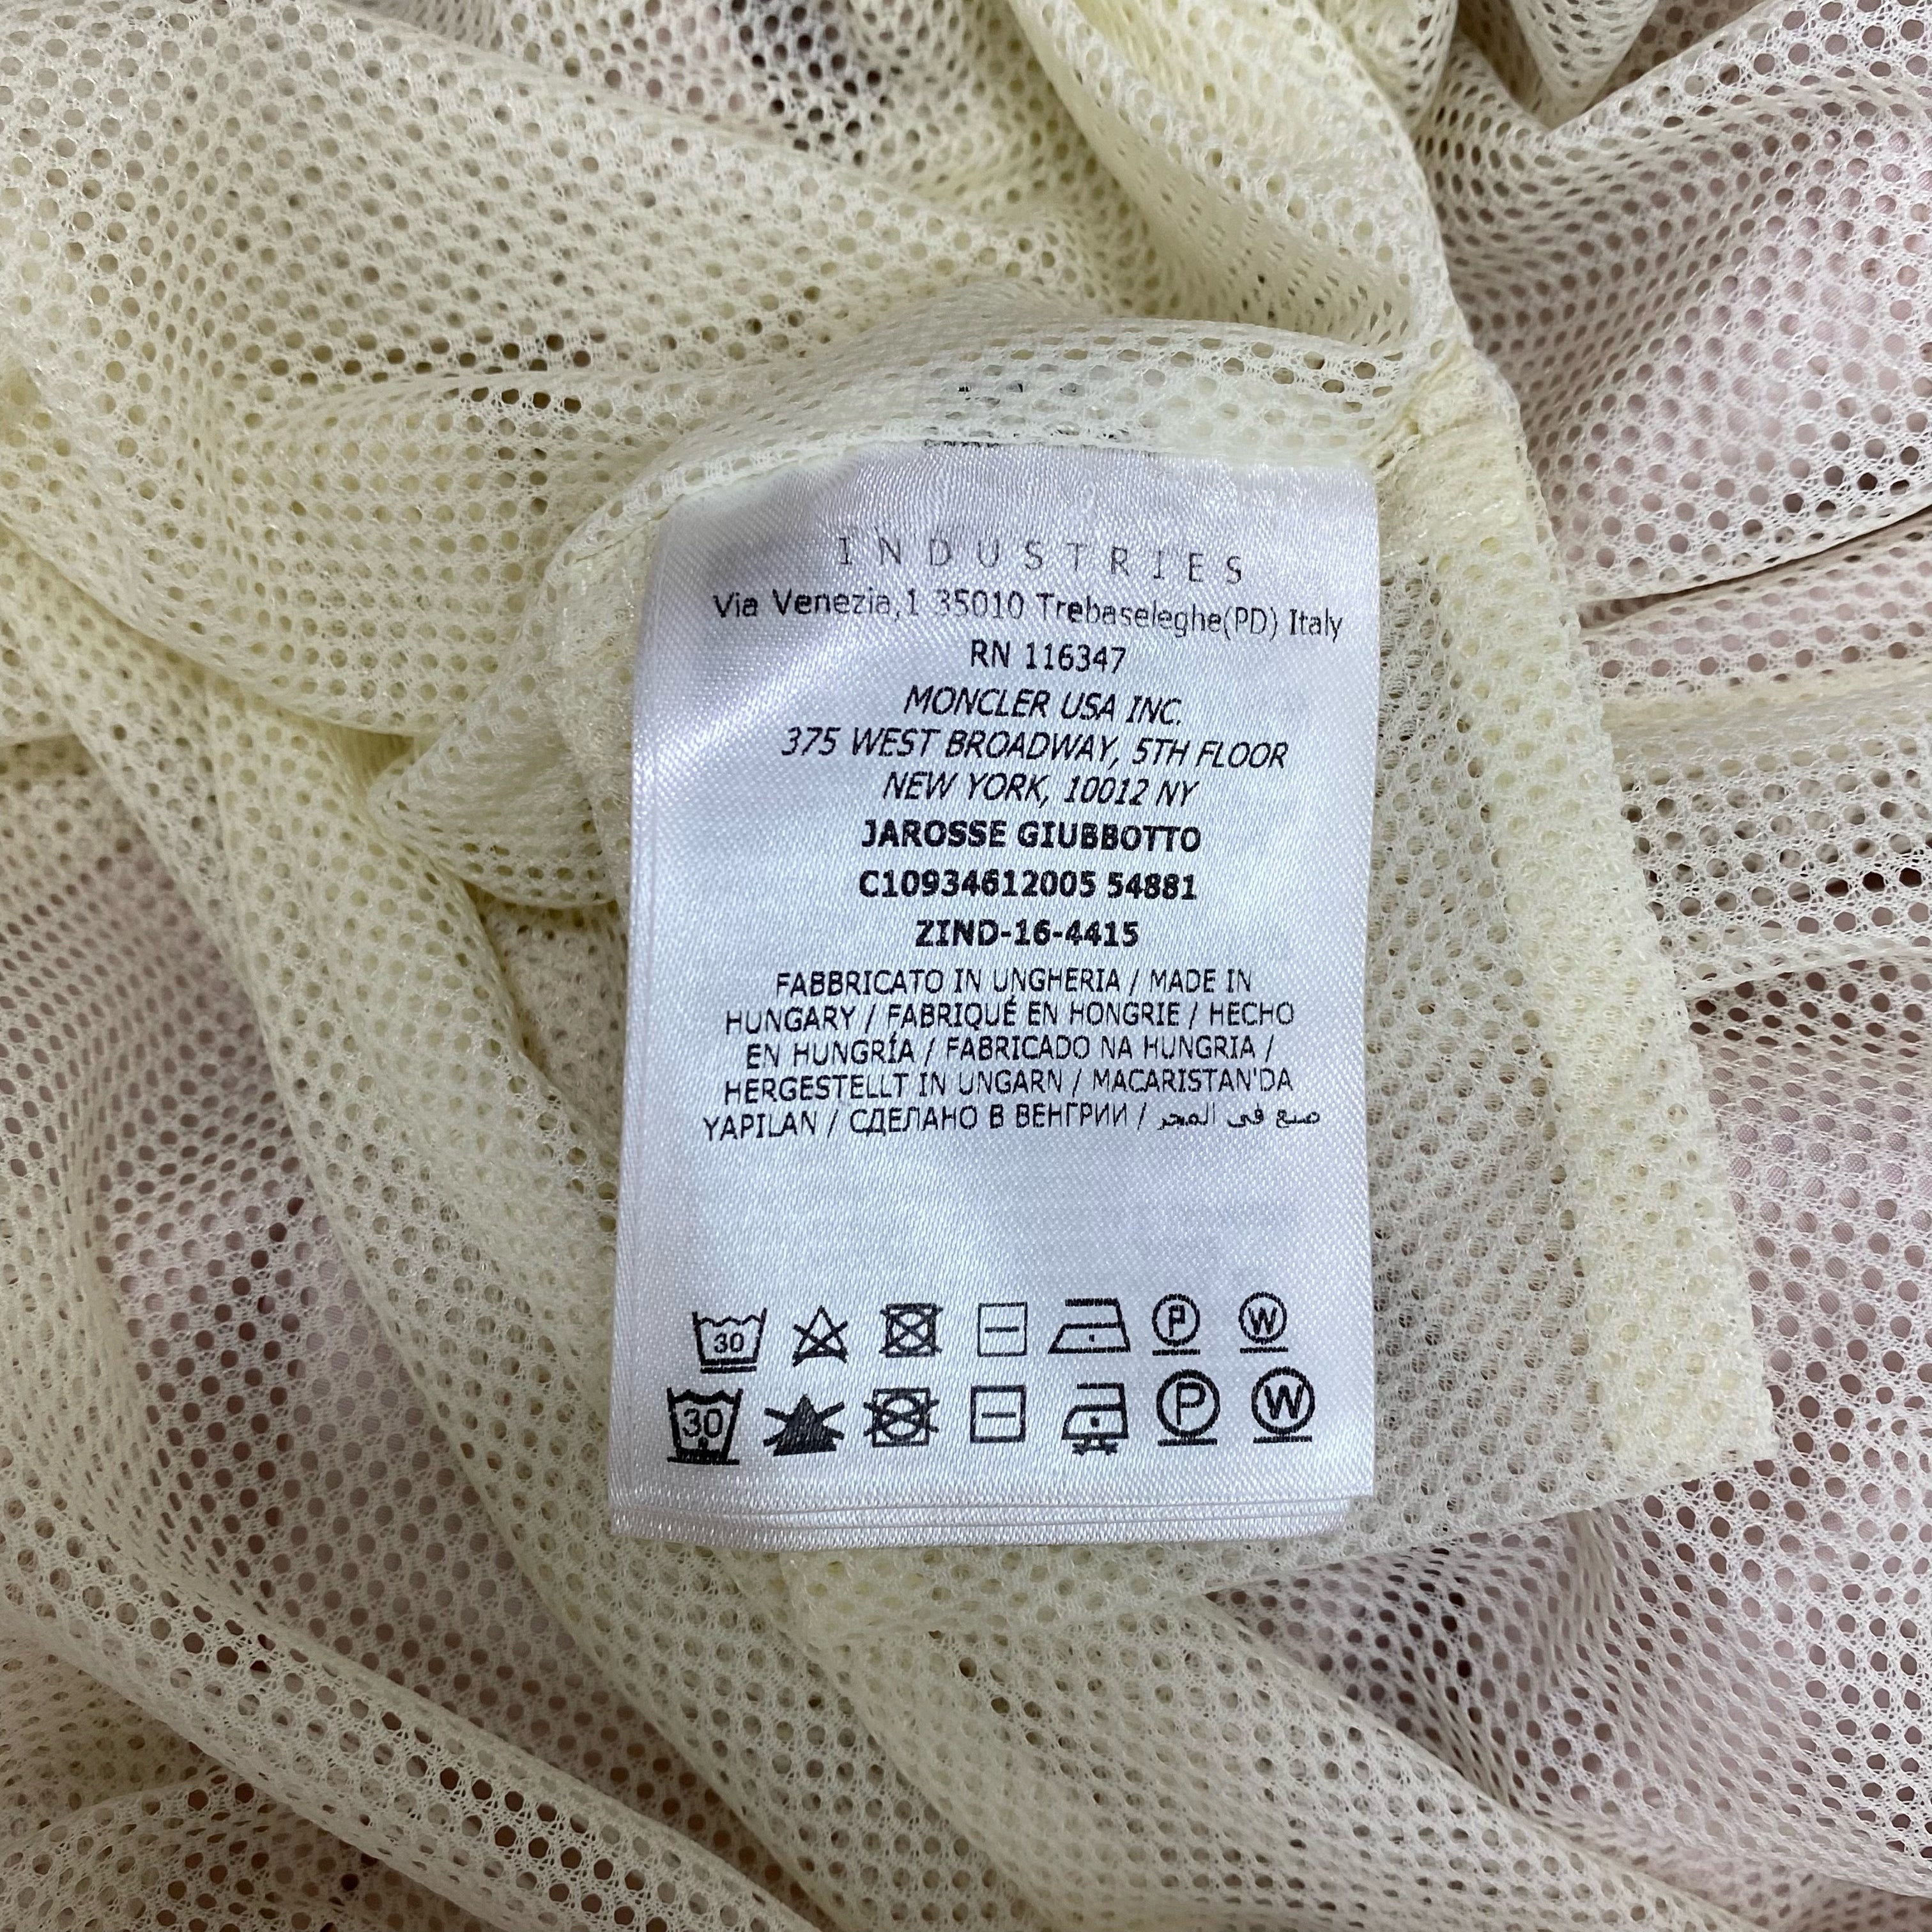 INDUSTRIES
Via Venezia,1 35010 Trebaseleghe(PD) Italy
RN 116347
MONCLER USA INC.
375 WEST BROADWAY, 5TH FLOOR
NEW YORK, 10012 NY
JAROSSE GIUBBOTTO
C10934612005 54881
ZIND-16-4415
FABBRICATO IN UNGHERIA / MADE IN
HUNGARY / FABRIQUÉ EN HONGRIE / HECHO
EN HUNGRÍA / FABRICADO NA HUNGRIA /
HERGESTELLT IN UNGARN / MACARISTAN'DA
YAPILAN / СДЕЛАНО В ВЕНГРИИ / صنع في المجر
30 P W
30 P W